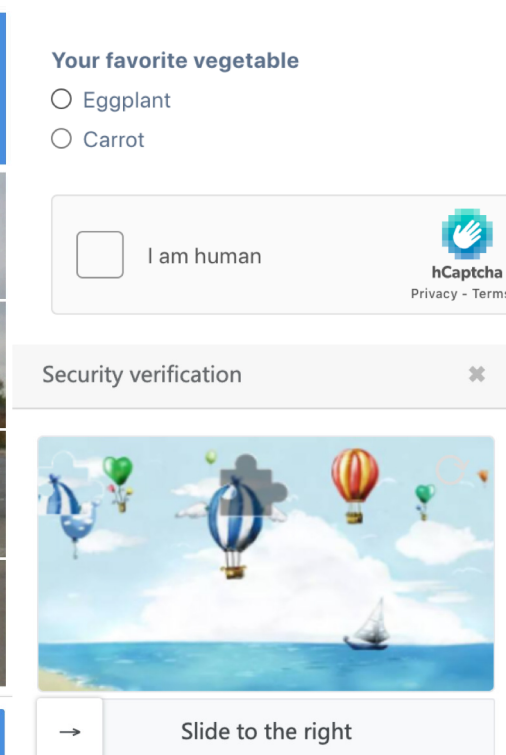 Your favorite vegetable
Eggplant
Carrot
I am human
hCaptcha
Privacy - Terms
Security verification
Slide to the right